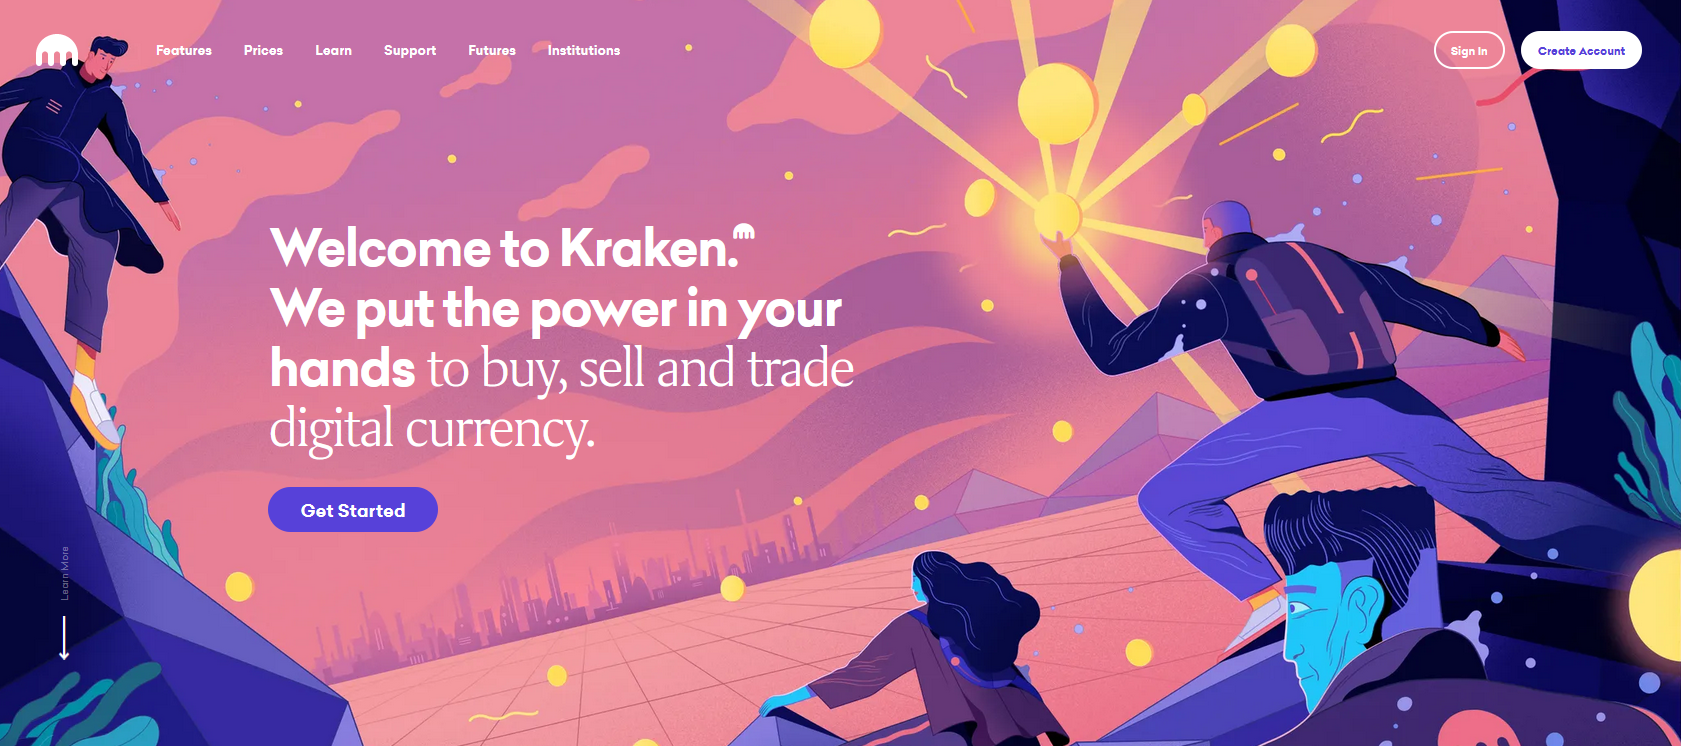 Features Prices Learn Support Futures Institutions
Sign In Create Account
Welcome to Kraken.
We put the power in your
hands to buy, sell and trade
digital currency.
Get Started
Learn More